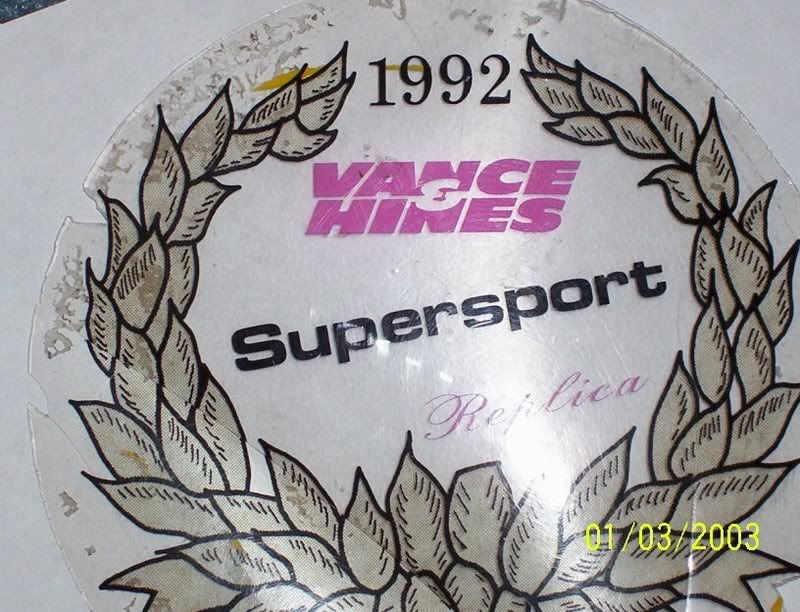 1992
VANCE
&
HINES
Supersport
Replica
01/03/2003